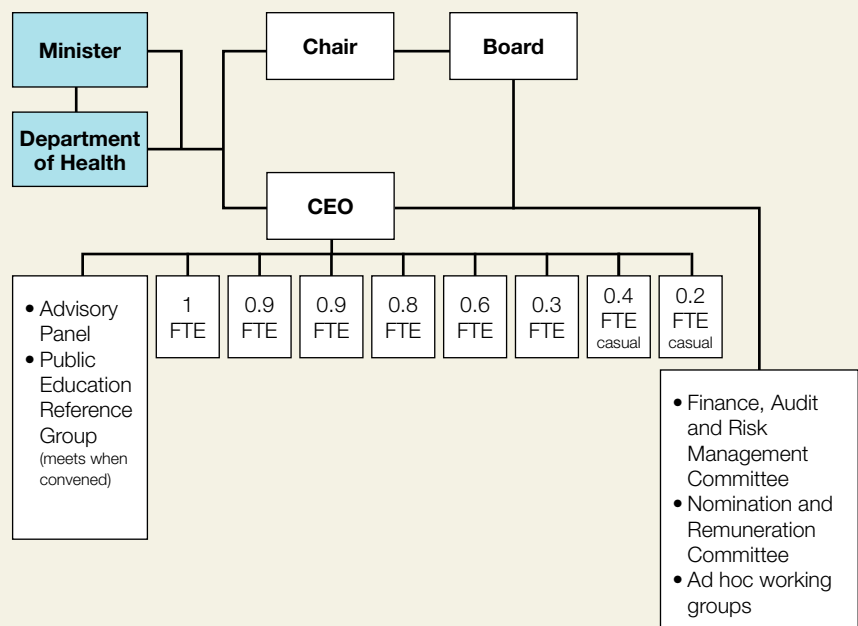 Minister
Chair
Board
Department
of Health
CEO
• Advisory
Panel
• Public
Education
Reference
Group
(meets when
convened)
1
FTE
0.9
FTE
0.9
FTE
0.8
FTE
0.6
FTE
0.3
FTE
0.4
FTE
casual
0.2
FTE
casual
• Finance, Audit
and Risk
Management
Committee
• Nomination and
Remuneration
Committee
• Ad hoc working
groups